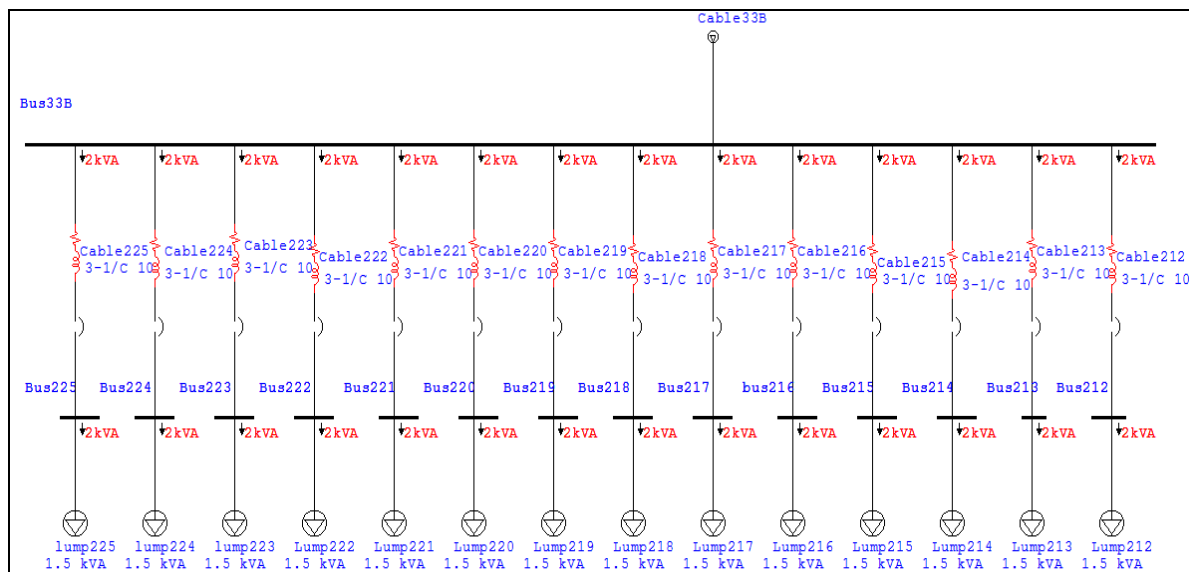 Cable33B
Bus33B
2kVA 2kVA 2kVA 2kVA 2kVA 2kVA 2kVA 2kVA 2kVA 2kVA 2kVA 2kVA 2kVA 2kVA
Cable225 Cable224 Cable223 Cable222 Cable221 Cable220 Cable219 Cable218 Cable217 Cable216 Cable215 Cable214 Cable213 Cable212
3-1/C 10 3-1/C 10 3-1/C 10 3-1/C 10 3-1/C 10 3-1/C 10 3-1/C 10 3-1/C 10 3-1/C 10 3-1/C 10 3-1/C 10 3-1/C 10 3-1/C 10 3-1/C 10
Bus225 Bus224 Bus223 Bus222 Bus221 Bus220 Bus219 Bus218 Bus217 bus216 Bus215 Bus214 Bus213 Bus212
2kVA 2kVA 2kVA 2kVA 2kVA 2kVA 2kVA 2kVA 2kVA 2kVA 2kVA 2kVA 2kVA 2kVA
lump225 lump224 lump223 Lump222 Lump221 Lump220 Lump219 Lump218 Lump217 Lump216 Lump215 Lump214 Lump213 Lump212
1.5 kVA 1.5 kVA 1.5 kVA 1.5 kVA 1.5 kVA 1.5 kVA 1.5 kVA 1.5 kVA 1.5 kVA 1.5 kVA 1.5 kVA 1.5 kVA 1.5 kVA 1.5 kVA